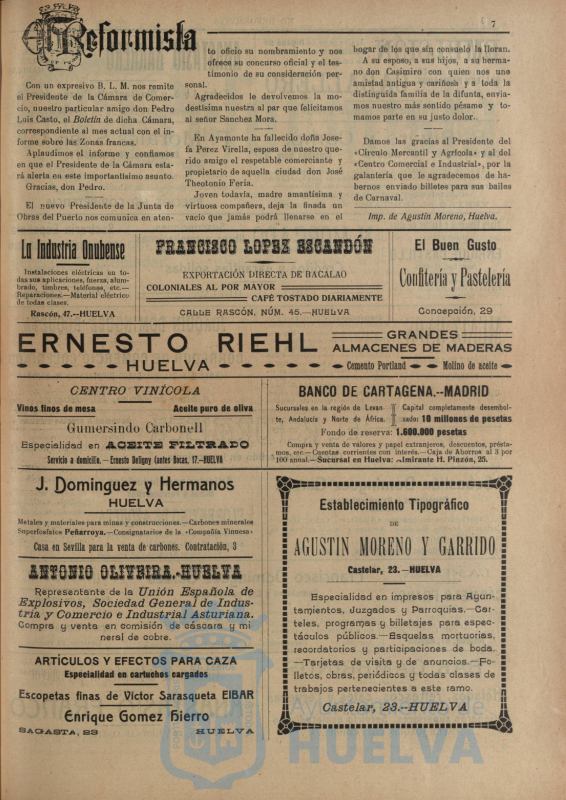 El Reformista
7
Con un expresivo B. L. M. nos remite
el Presidente de la Cámara de Comer-
cio, nuestro particular amigo don Pedro
Luis Casto, el Boletín de dicha Cámara,
correspondiente al mes actual con el in-
forme sobre las Zonas francas.
Aplaudimos el informe y confiamos
en que el Presidente de la Cámara esta-
rá alerta en este importantísimo asunto.
Gracias, don Pedro.
El nuevo Presidente de la Junta de
Obras del Puerto nos comunica en aten-
to oficio su nombramiento y nos
ofrece su concurso oficial y el tes-
timonio de su consideración per-
sonal.
Agradecidos le devolvemos la mo-
destísima nuestra al par que felicitamos
al señor Sanchez Mora.
En Ayamonte ha fallecido doña Jose-
fa Perez Virella, esposa de nuestro que-
rido amigo el respetable comerciante y
propietario de aquella ciudad don José
Theotonio Feria.
Joven todavía, madre amantísima y
virtuosa compañera, deja la finada un
vacío que jamás podrá llenarse en el
hogar de los que sin consuelo la lloran.
A su esposo, a sus hijos, a su herma-
no don Casimiro con quien nos une
amistad antigua y cariñosa y a toda la
distinguida familia de la difunta, envia-
mos nuestro más sentido pésame y to-
mamos parte en su justo dolor.
Damos las gracias al Presidente del
«Círculo Mercantil y Agrícola» y al del
«Centro Comercial e Industrial», por la
galantería que le agradecemos de ha-
bernos enviado billetes para sus bailes
de Carnaval.
Imp. de Agustín Moreno, Huelva.
La Industria Onubense
Instalaciones eléctricas en to-
das sus aplicaciones, fuerza, alum-
brado, timbres, teléfonos, etc.—
Reparaciones.—Material eléctrico
de todas clases.
Rascón, 47.--HUELVA
FRANCISCO LOPEZ ESCANDÓN
EXPORTACIÓN DIRECTA DE BACALAO
COLONIALES AL POR MAYOR
CAFÉ TOSTADO DIARIAMENTE
CALLE RASCÓN, NÚM. 45.--HUELVA
El Buen Gusto
Confitería y Pastelería
Concepción, 29
ERNESTO RIEHL
HUELVA
GRANDES
ALMACENES DE MADERAS
Cemento Portland
Molino de aceite
CENTRO VINÍCOLA
Vinos finos de mesa
Aceite puro de oliva
Gumersindo Carbonell
Especialidad en ACEITE FILTRADO
Servicio a domicilio.--Ernesto Deligny (antes Bocas, 17.--HUELVA
BANCO DE CARTAGENA.--MADRID
Sucursales en la región de Levan
te, Andalucía y Norte de África.
Capital completamente desembol-
sado: 10 millones de pesetas
Fondo de reserva: 1.600.000 pesetas
Compra y venta de valores y papel extranjeros, descuentos, présta-
mos, etc.—Cuentas corrientes con interés.—Caja de Ahorros al 3 por
100 annal.—Sucursal en Huelva: Almirante H. Pinzón, 25.
J. Dominguez y Hermanos
HUELVA
Metales y materiales para minas y construcciones.—Carbones minerales
Superfosfatos Peñarroya.—Consignatarios de la «Compañía Vinuesa»
Casa en Sevilla para la venta de carbones. Contratación, 3
ANTONIO OLIVEIRA.-HUELVA
Representante de la Unión Española de
Explosivos, Sociedad General de Indus-
tria y Comercio e Industrial Asturiana.
Compra y venta en comisión de cáscara y mi
neral de cobre.
ARTÍCULOS Y EFECTOS PARA CAZA
Especialidad en cartuchos cargados
Escopetas finas de Víctor Sarasqueta EIBAR
Enrique Gomez hierro
SAGASTA, 23
HUELVA
Establecimiento Tipográfico
DE
AGUSTIN MORENO Y GARRIDO
Castelar, 23.--HUELVA
Especialidad en impresos para Ayun-
tamientos, Juzgados y Parroquias.—Car-
teles, programas y billetajes para espec-
táculos públicos.—Esquelas mortuorias,
recordatorios y participaciones de boda.
—Tarjetas de visita y de anuncios.—Fo-
lletos, obras, periódicos y todas clases de
trabajos pertenecientes a este ramo.
Castelar, 23.-HUELVA
Ayuntamiento de
HUELVA